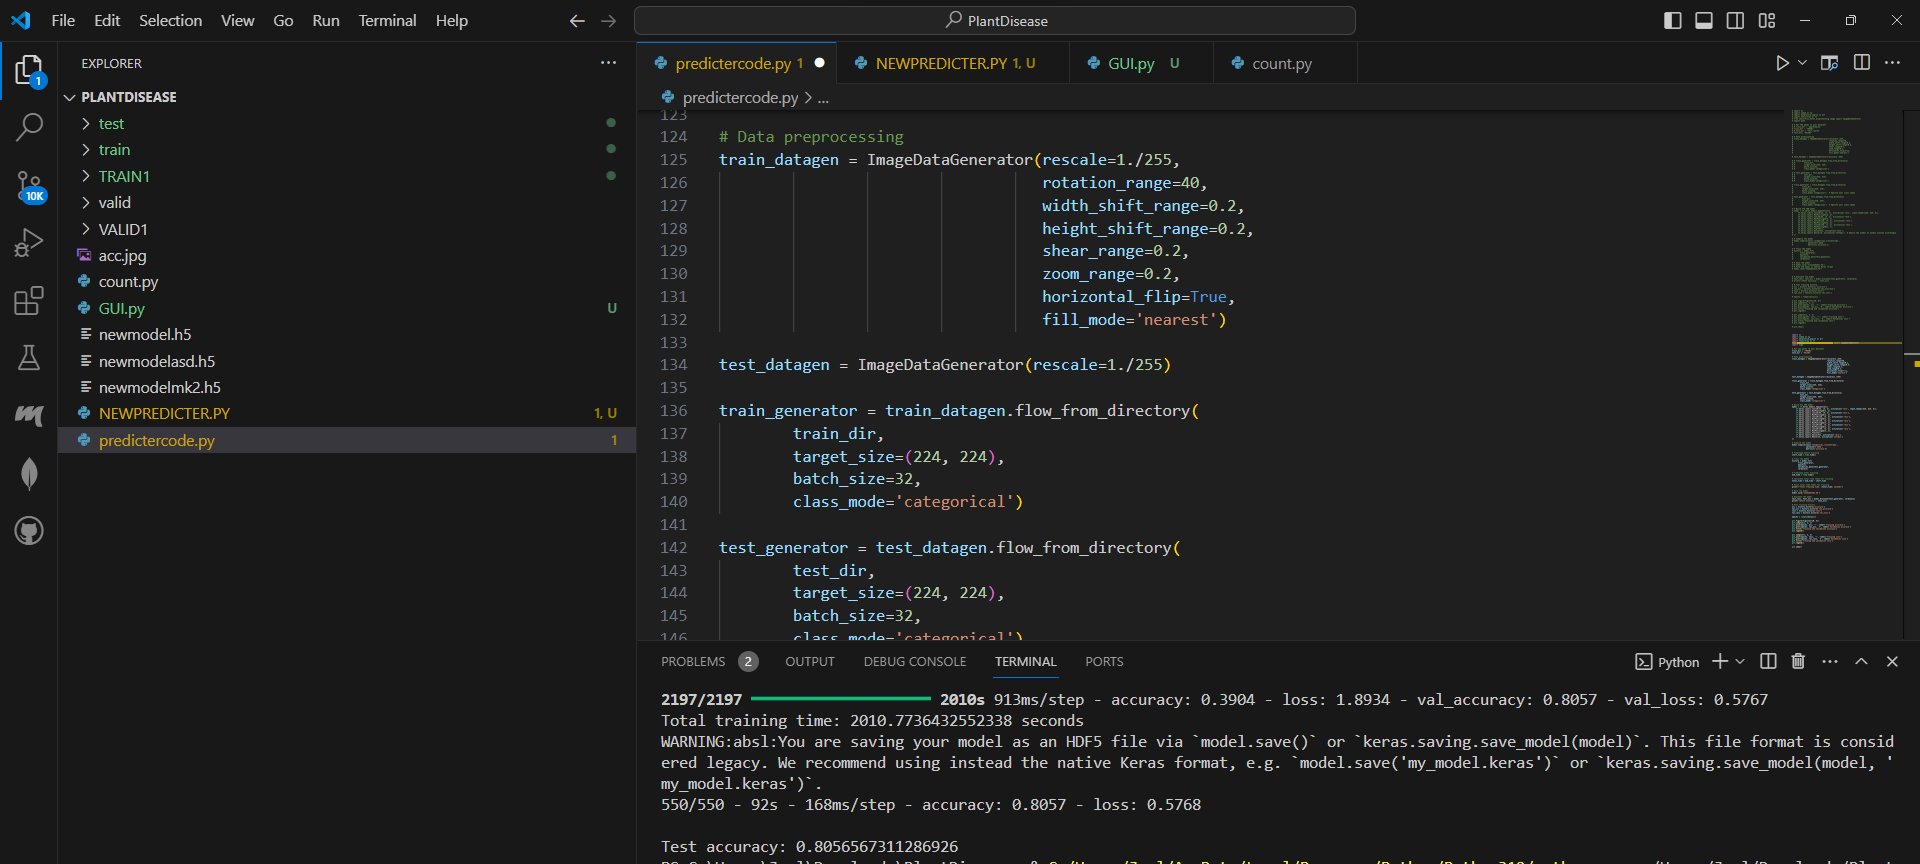 File Edit Selection View Go Run Terminal Help
PlantDisease
EXPLORER
PLANTDISEASE
test
train
TRAIN1
valid
VALID1
acc.jpg
count.py
GUI.py U
newmodel.h5
newmodelasd.h5
newmodelmk2.h5
NEWPREDICTER.PY 1, U
predictercode.py 1
1
10K
predictercode.py 1 NEWPREDICTER.PY 1, U GUI.py U count.py
predictercode.py > ...
123
124 # Data preprocessing
125 train_datagen = ImageDataGenerator(rescale=1./255,
126 rotation_range=40,
127 width_shift_range=0.2,
128 height_shift_range=0.2,
129 shear_range=0.2,
130 zoom_range=0.2,
131 horizontal_flip=True,
132 fill_mode='nearest')
133
134 test_datagen = ImageDataGenerator(rescale=1./255)
135
136 train_generator = train_datagen.flow_from_directory(
137 train_dir,
138 target_size=(224, 224),
139 batch_size=32,
140 class_mode='categorical')
141
142 test_generator = test_datagen.flow_from_directory(
143 test_dir,
144 target_size=(224, 224),
145 batch_size=32,
146 class_mode='categorical')
PROBLEMS 2 OUTPUT DEBUG CONSOLE TERMINAL PORTS Python
2197/2197 2010s 913ms/step - accuracy: 0.3904 - loss: 1.8934 - val_accuracy: 0.8057 - val_loss: 0.5767
Total training time: 2010.7736432552338 seconds
WARNING:absl:You are saving your model as an HDF5 file via `model.save()` or `keras.saving.save_model(model)`. This file format is consid
ered legacy. We recommend using instead the native Keras format, e.g. `model.save('my_model.keras')` or `keras.saving.save_model(model, '
my_model.keras')`.
550/550 - 92s - 168ms/step - accuracy: 0.8057 - loss: 0.5768
Test accuracy: 0.8056567311286926